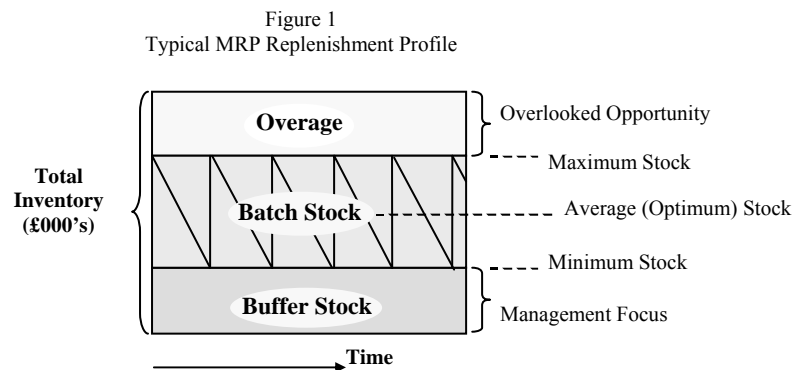 Figure 1
Typical MRP Replenishment Profile
Overage
Overlooked Opportunity
Maximum Stock
Total
Inventory
(£000's)
Batch Stock
Average (Optimum) Stock
Minimum Stock
Buffer Stock
Management Focus
Time